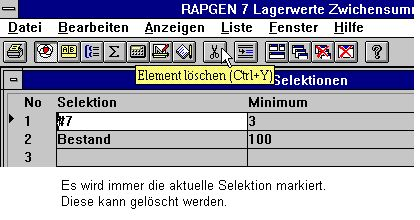 RAPGEN 7 Lagerwerte Zwichensum
Datei Bearbeiten Anzeigen Liste Fenster Hilfe
Element löschen (Ctrl+Y)
Selektionen
No Selektion Minimum
1 #7 3
2 Bestand 100
3
Es wird immer die aktuelle Selektion markiert.
Diese kann gelöscht werden.